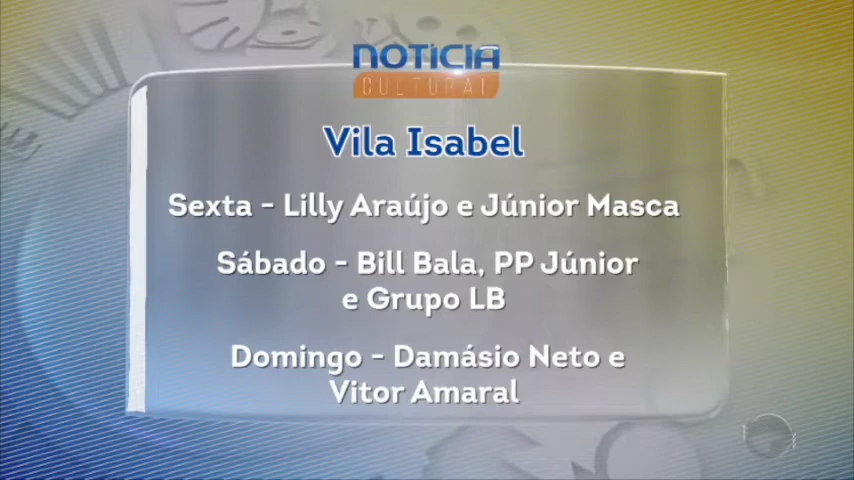 NOTÍCIA
CULTURAL
Vila Isabel
Sexta - Lilly Araújo e Júnior Masca
Sábado - Bill Bala, PP Júnior
e Grupo LB
Domingo - Damásio Neto e
Vitor Amaral